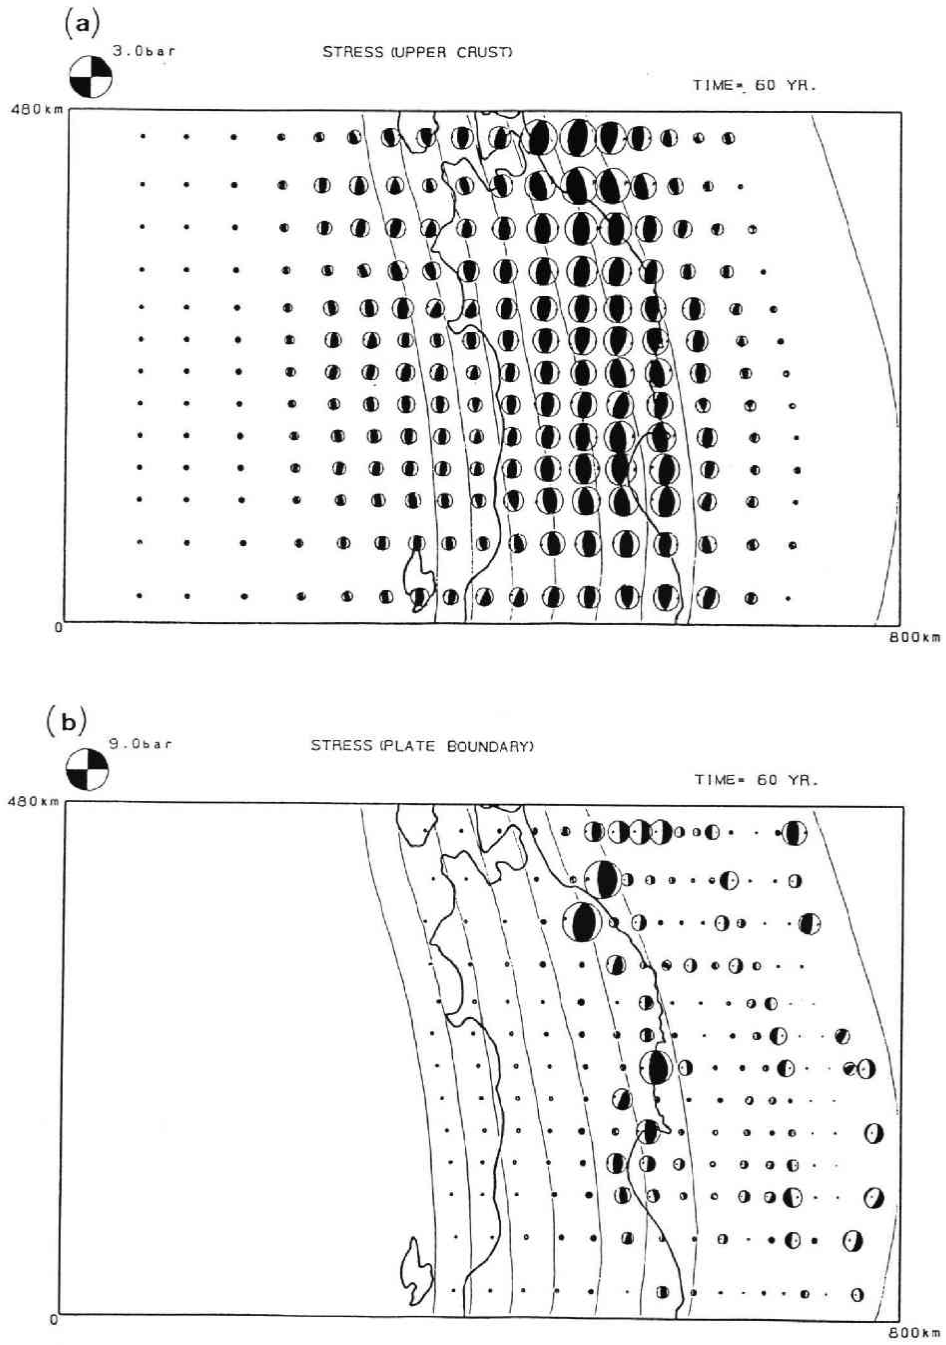 (a)
3.0bar
STRESS (UPPER CRUST)
TIME= 60 YR.
480km
0
800km
(b)
9.0bar
STRESS (PLATE BOUNDARY)
TIME= 60 YR.
480km
0
800km